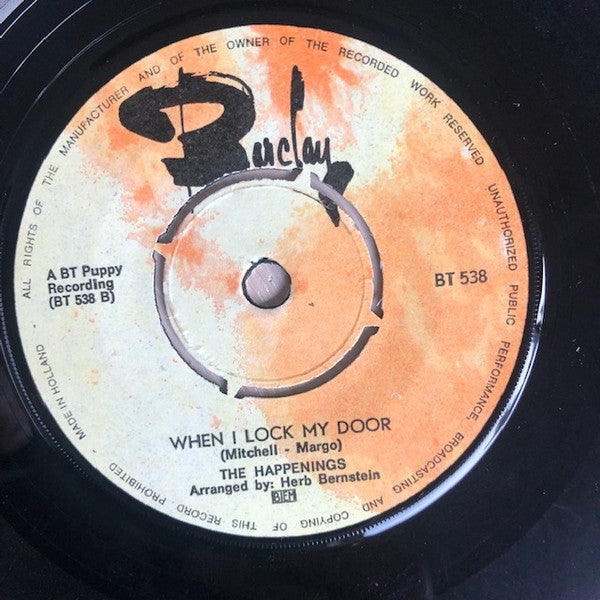 ALL RIGHTS OF THE MANUFACTURER AND OF THE OWNER OF THE RECORDED WORK RESERVED
UNAUTHORIZED PUBLIC PERFORMANCE, BROADCASTING AND COPYING OF THIS RECORD PROHIBITED - MADE IN HOLLAND -
Barclay
A BT Puppy
Recording
(BT 538 B)
BT 538
WHEN I LOCK MY DOOR
(Mitchell - Margo)
THE HAPPENINGS
Arranged by: Herb Bernstein
BIEM